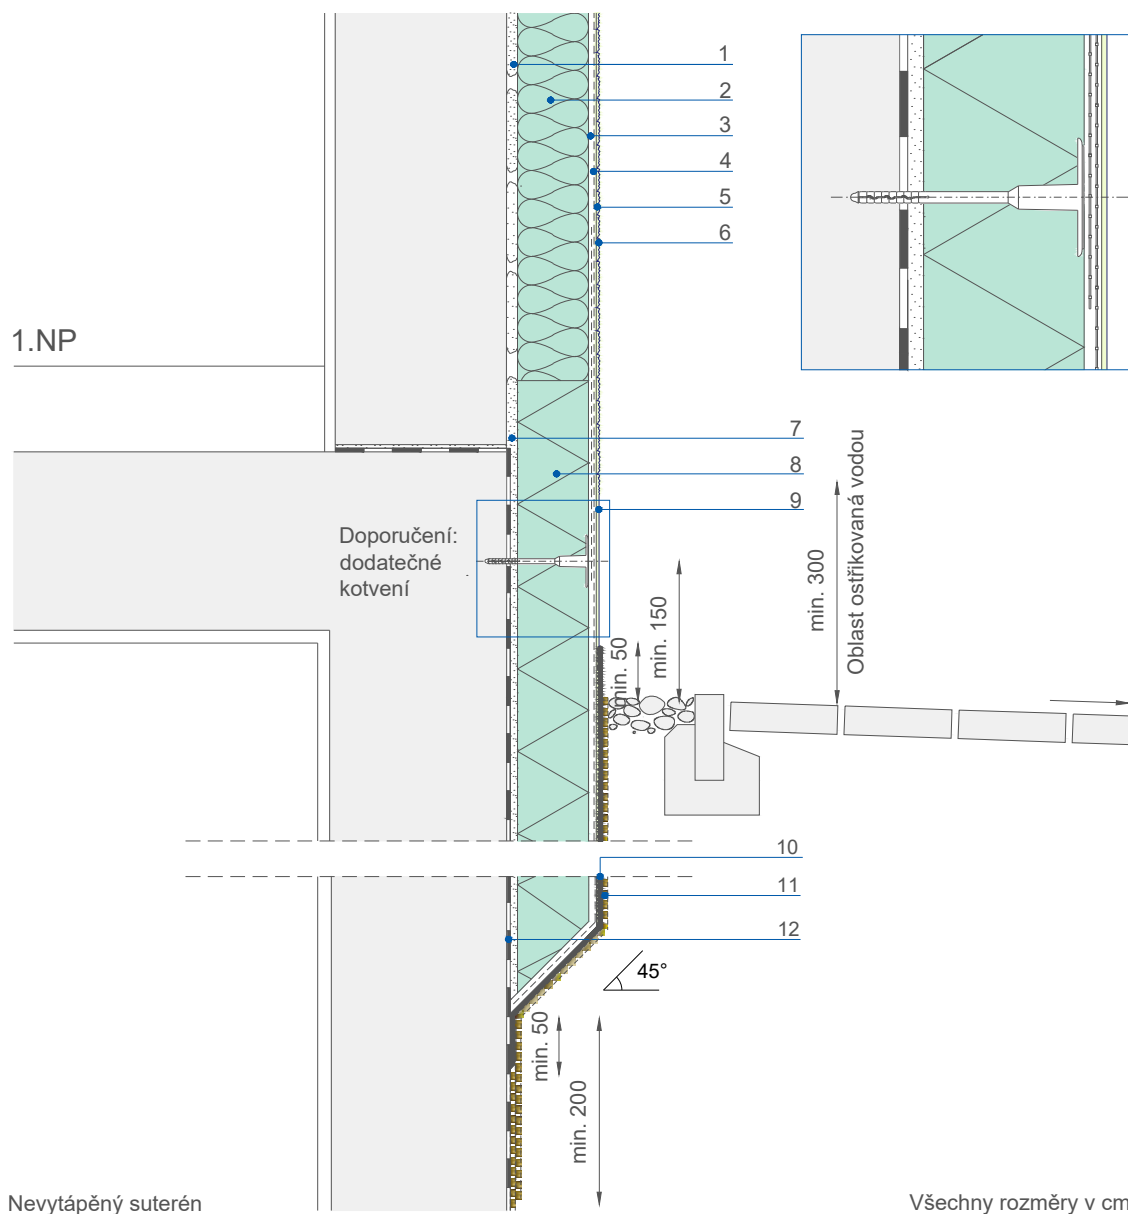 1
2
3
4
5
6
1.NP
7
8
9
Doporučení:
dodatečné
kotvení
min. 50
min. 150
min. 300
Oblast ostřikovaná vodou
10
11
12
45°
min. 50
min. 200
Nevytápěný suterén
Všechny rozměry v cm